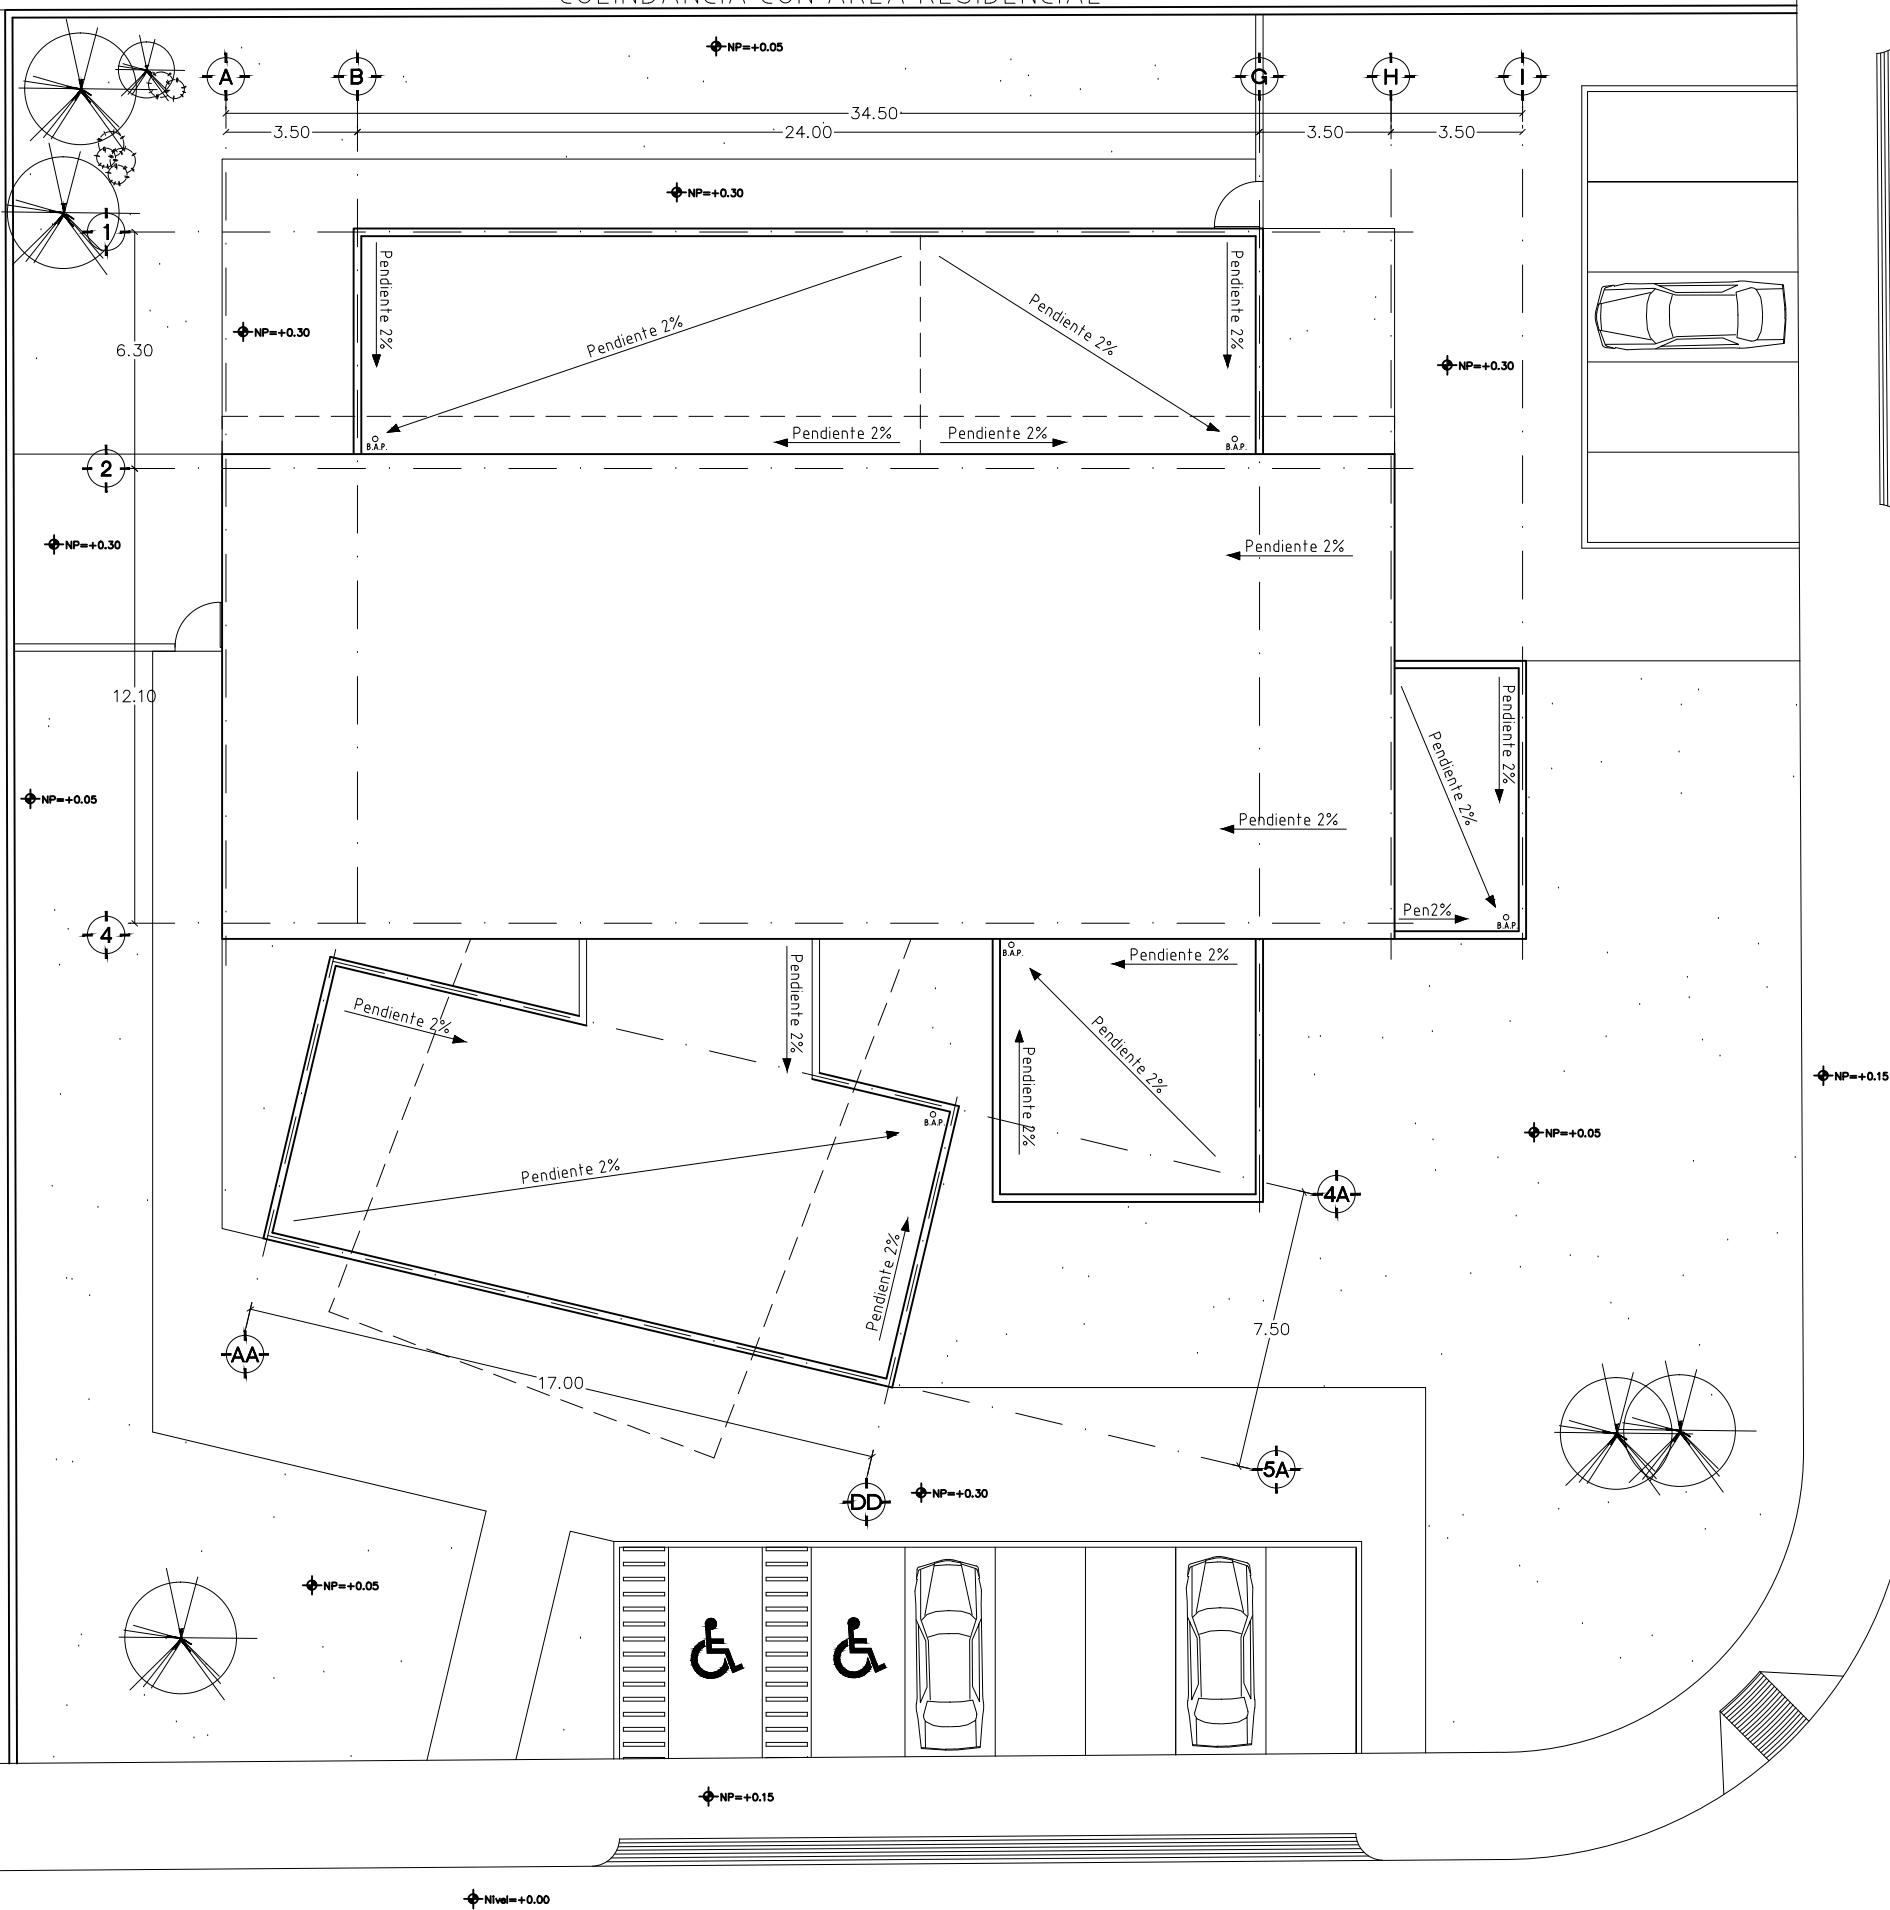 COLINDANCIA CON AREA RESIDENCIAL
NP=+0.05
A
B
G
H
I
34.50
3.50
24.00
3.50
3.50
NP=+0.30
1
Pendiente 2%
Pendiente 2%
Pendiente 2%
Pendiente 2%
NP=+0.30
6.30
NP=+0.30
Pendiente 2%
Pendiente 2%
B.A.P.
B.A.P.
2
NP=+0.30
Pendiente 2%
12.10
Pendiente 2%
Pendiente 2%
NP=+0.05
Pendiente 2%
Pen2%
B.A.P.
4
B.A.P.
Pendiente 2%
Pendiente 2%
Pendiente 2%
Pendiente 2%
Pendiente 2%
NP=+0.15
B.A.P.
NP=+0.05
Pendiente 2%
4A
Pendiente 2%
7.50
AA
17.00
5A
DD
NP=+0.30
NP=+0.05
NP=+0.15
Nivel=+0.00